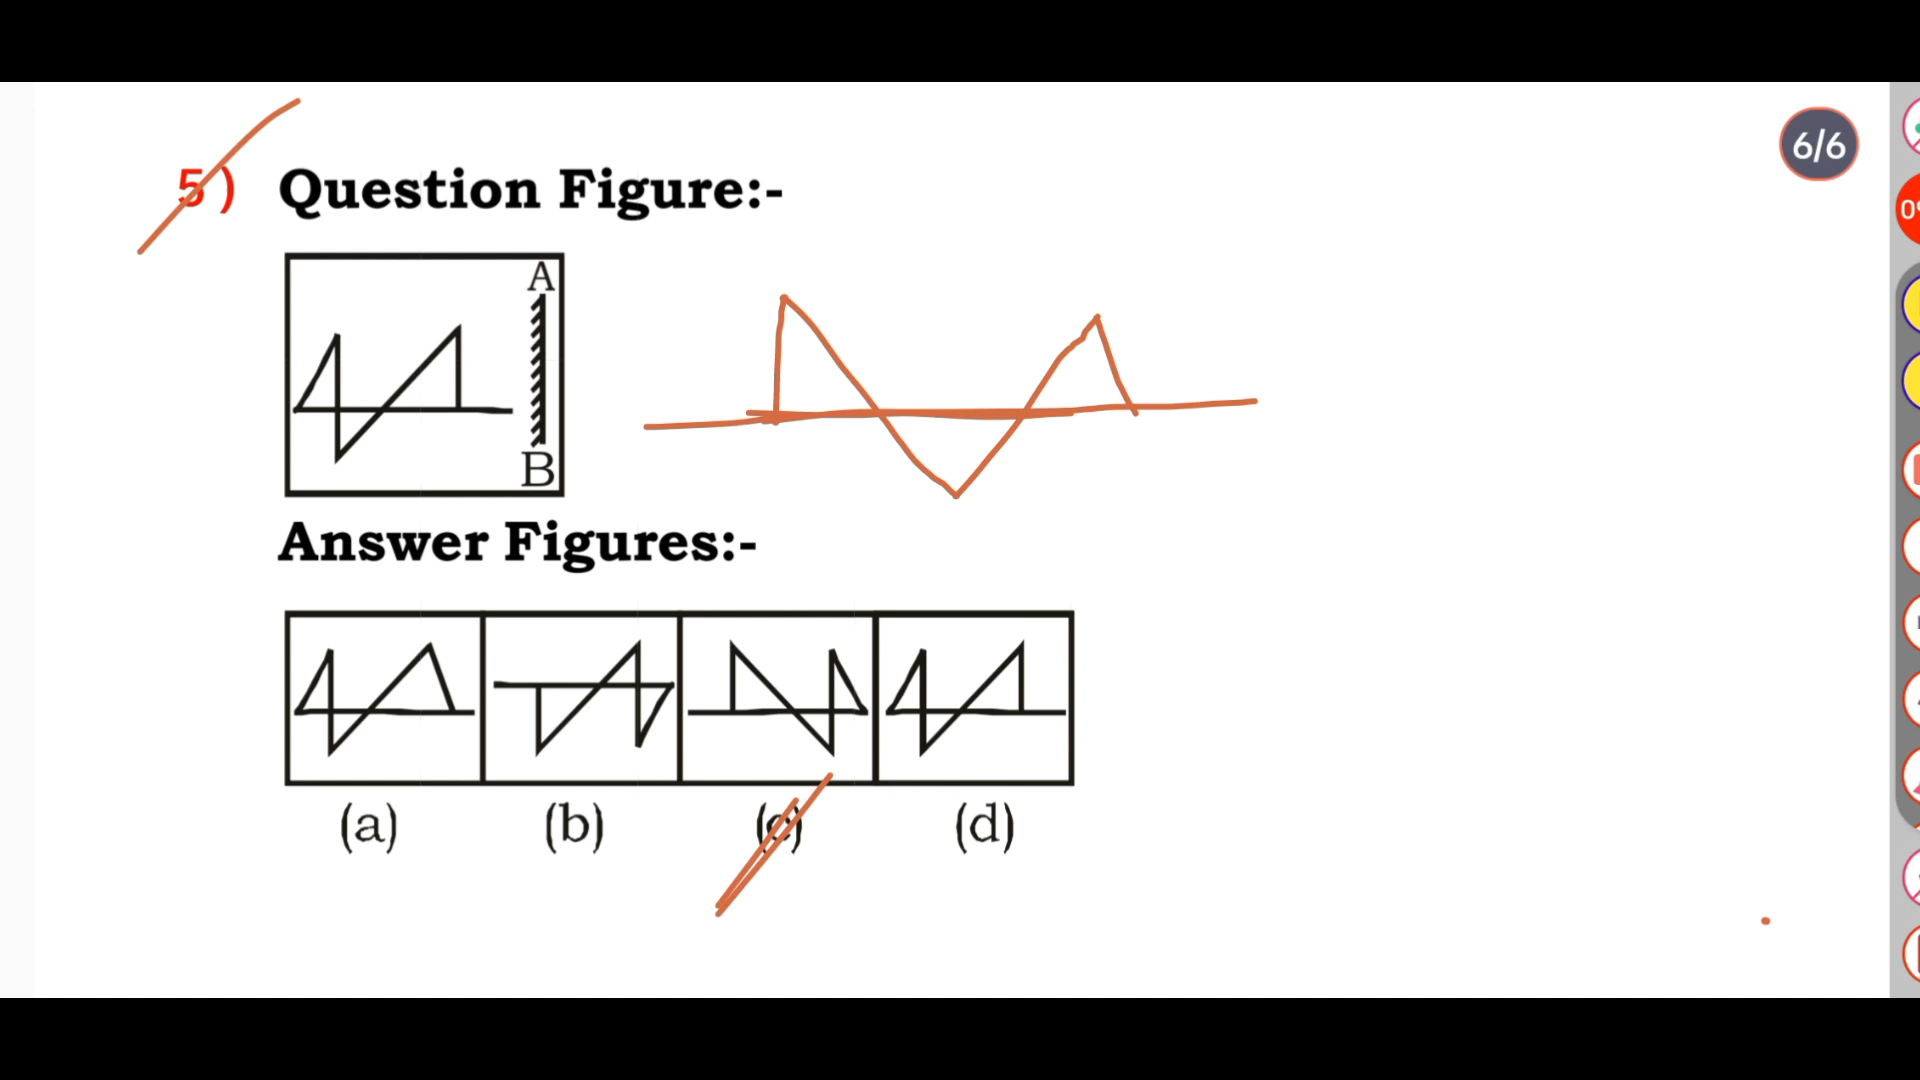 6/6
5) Question Figure:-
A
B
Answer Figures:-
(a) (b) (c) (d)